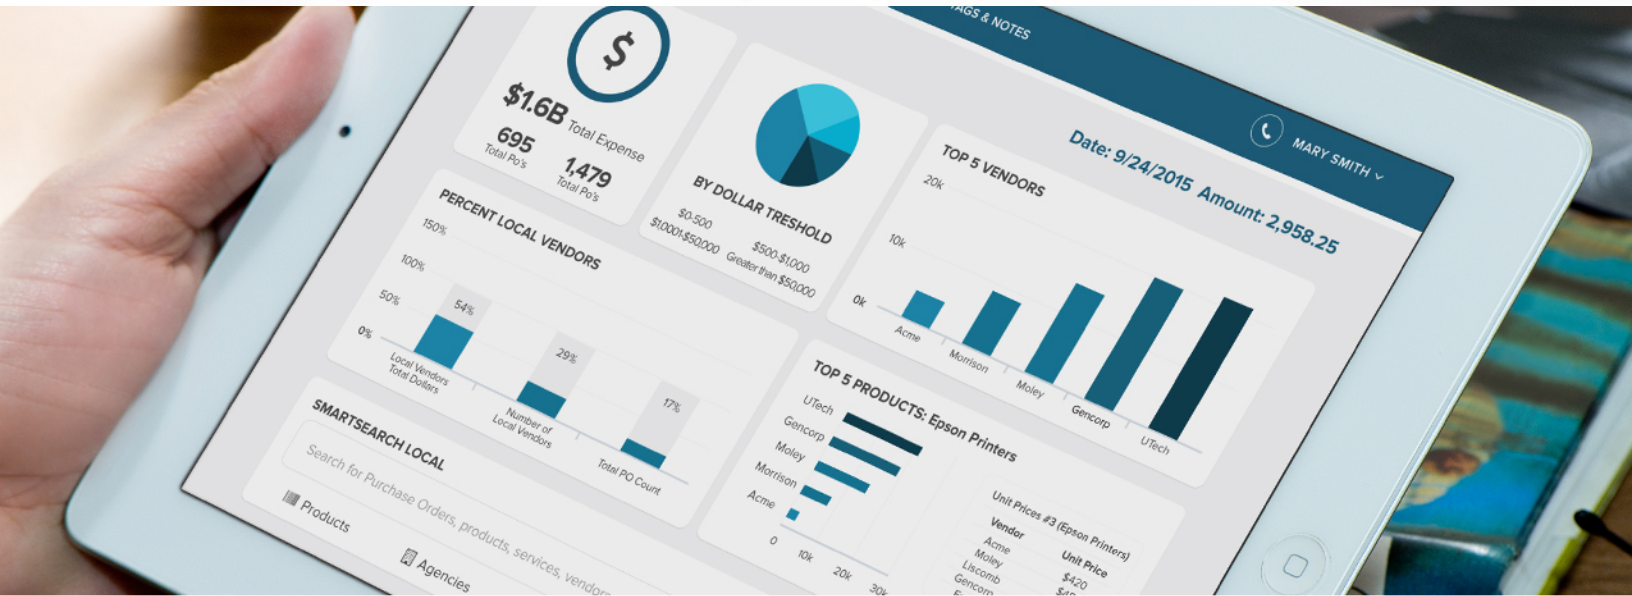 TAGS & NOTES
MARY SMITH
Date: 9/24/2015 Amount: 2,958.25
$
$1.6B Total Expense
695
Total Po's
1,479
Total Po's
BY DOLLAR TRESHOLD
$0-500
$500-$1,000
$1,0001-$50,000
Greater than $50,000
TOP 5 VENDORS
20k
10k
0k
Acme
Morrison
Moley
Gencorp
UTech
PERCENT LOCAL VENDORS
150%
100%
50%
0%
54%
29%
17%
Local Vendors
Total Dollars
Number of
Local Vendors
Total PO Count
TOP 5 PRODUCTS: Epson Printers
UTech
Gencorp
Moley
Morrison
Acme
0
10k
20k
30k
Unit Prices #3 (Epson Printers)
Vendor
Unit Price
Acme
$420
Moley
Liscomb
Gencorp
SMARTSEARCH LOCAL
Search for Purchase Orders, products, services, vendors
Products
Agencies